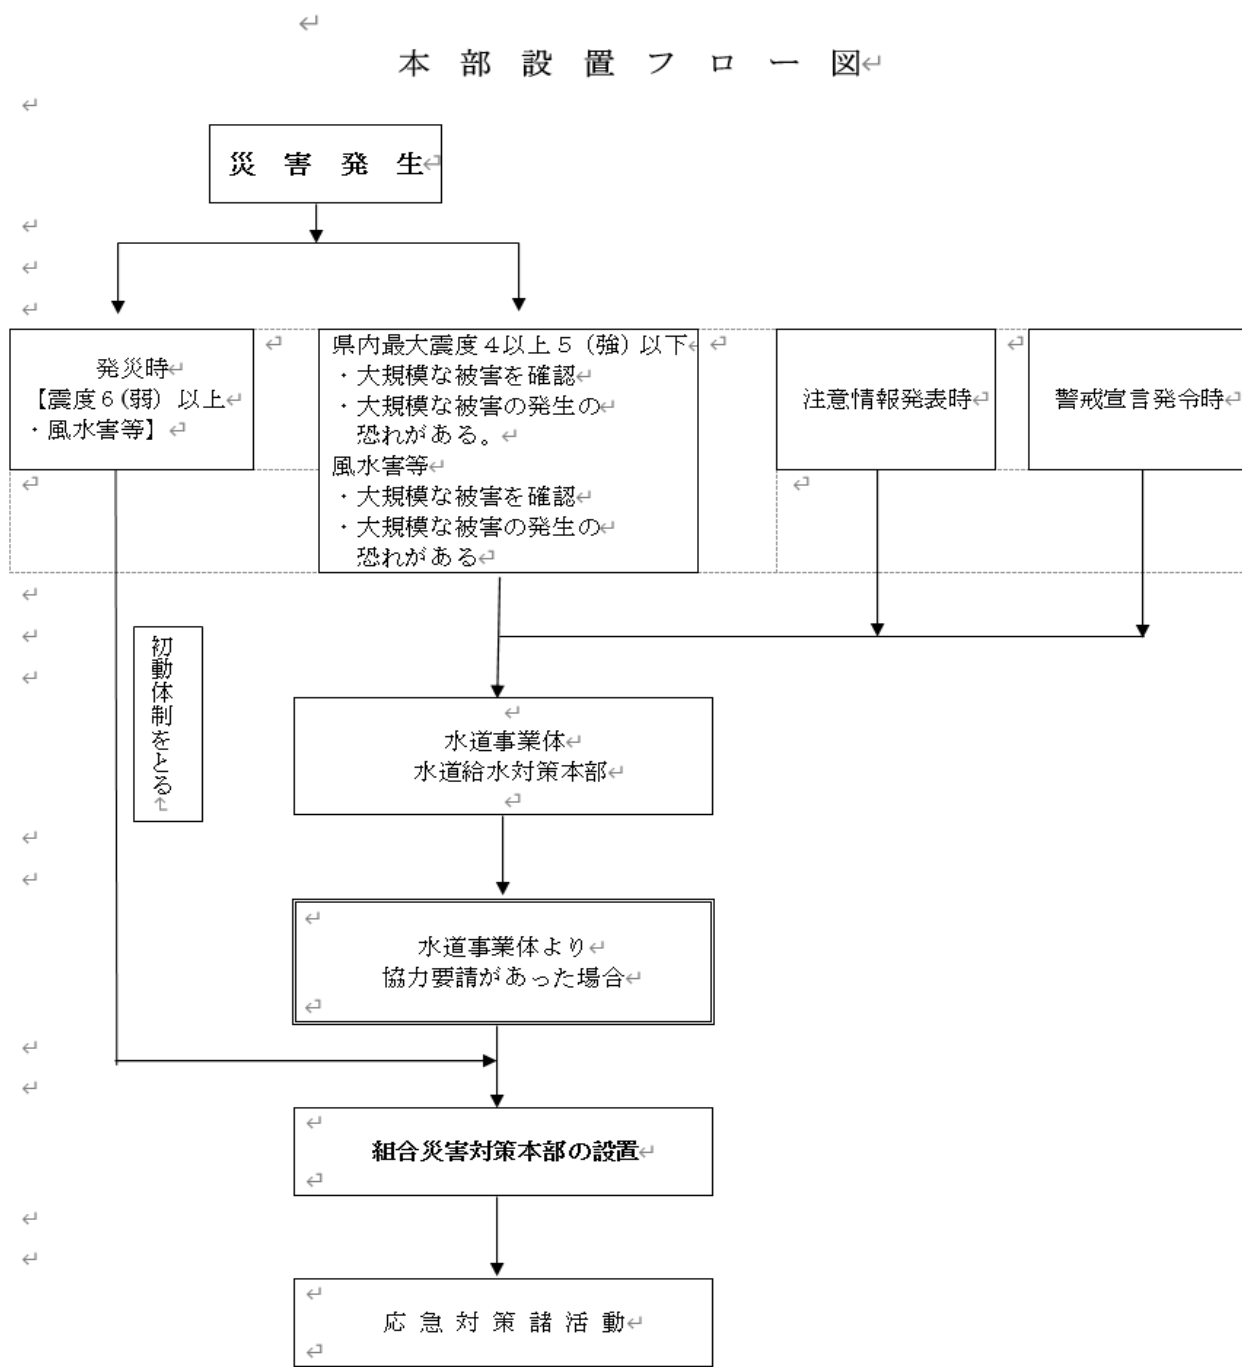 本部設置フロー図
災害発生
発災時
【震度６(弱）以上
・風水害等】
県内最大震度４以上５（強）以下
・大規模な被害を確認
・大規模な被害の発生の
恐れがある。
風水害等
・大規模な被害を確認
・大規模な被害の発生の
恐れがある
注意情報発表時
警戒宣言発令時
初動体制をとる
水道事業体
水道給水対策本部
水道事業体より
協力要請があった場合
組合災害対策本部の設置
応急対策諸活動